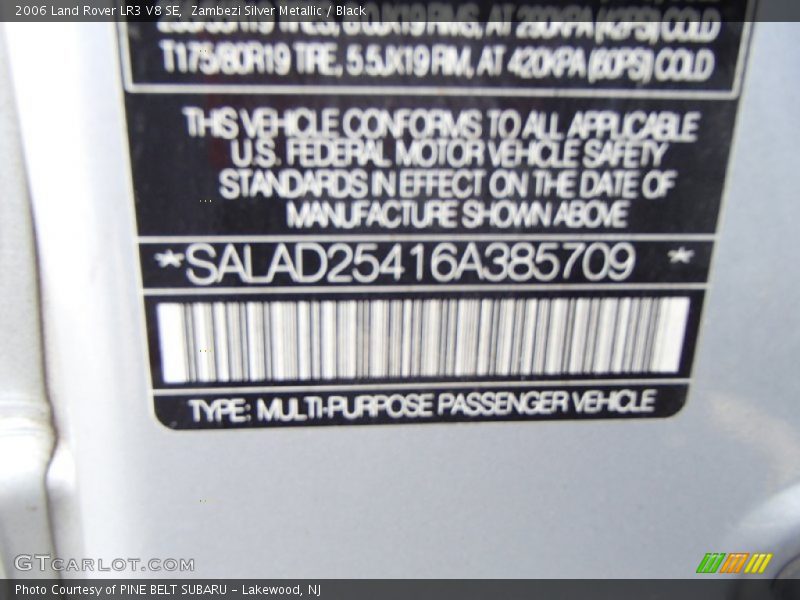 2006 Land Rover LR3 V8 SE, Zambezi Silver Metallic / Black
COLD
T175/80R19 TIRE, 5.5JX19 RIM, AT 420KPA (60PSI) COLD
THIS VEHICLE CONFORMS TO ALL APPLICABLE
U.S. FEDERAL MOTOR VEHICLE SAFETY
STANDARDS IN EFFECT ON THE DATE OF
MANUFACTURE SHOWN ABOVE
*SALAD25416A385709 *
TYPE: MULTI-PURPOSE PASSENGER VEHICLE
GTCARLOT.COM
Photo Courtesy of PINE BELT SUBARU - Lakewood, NJ